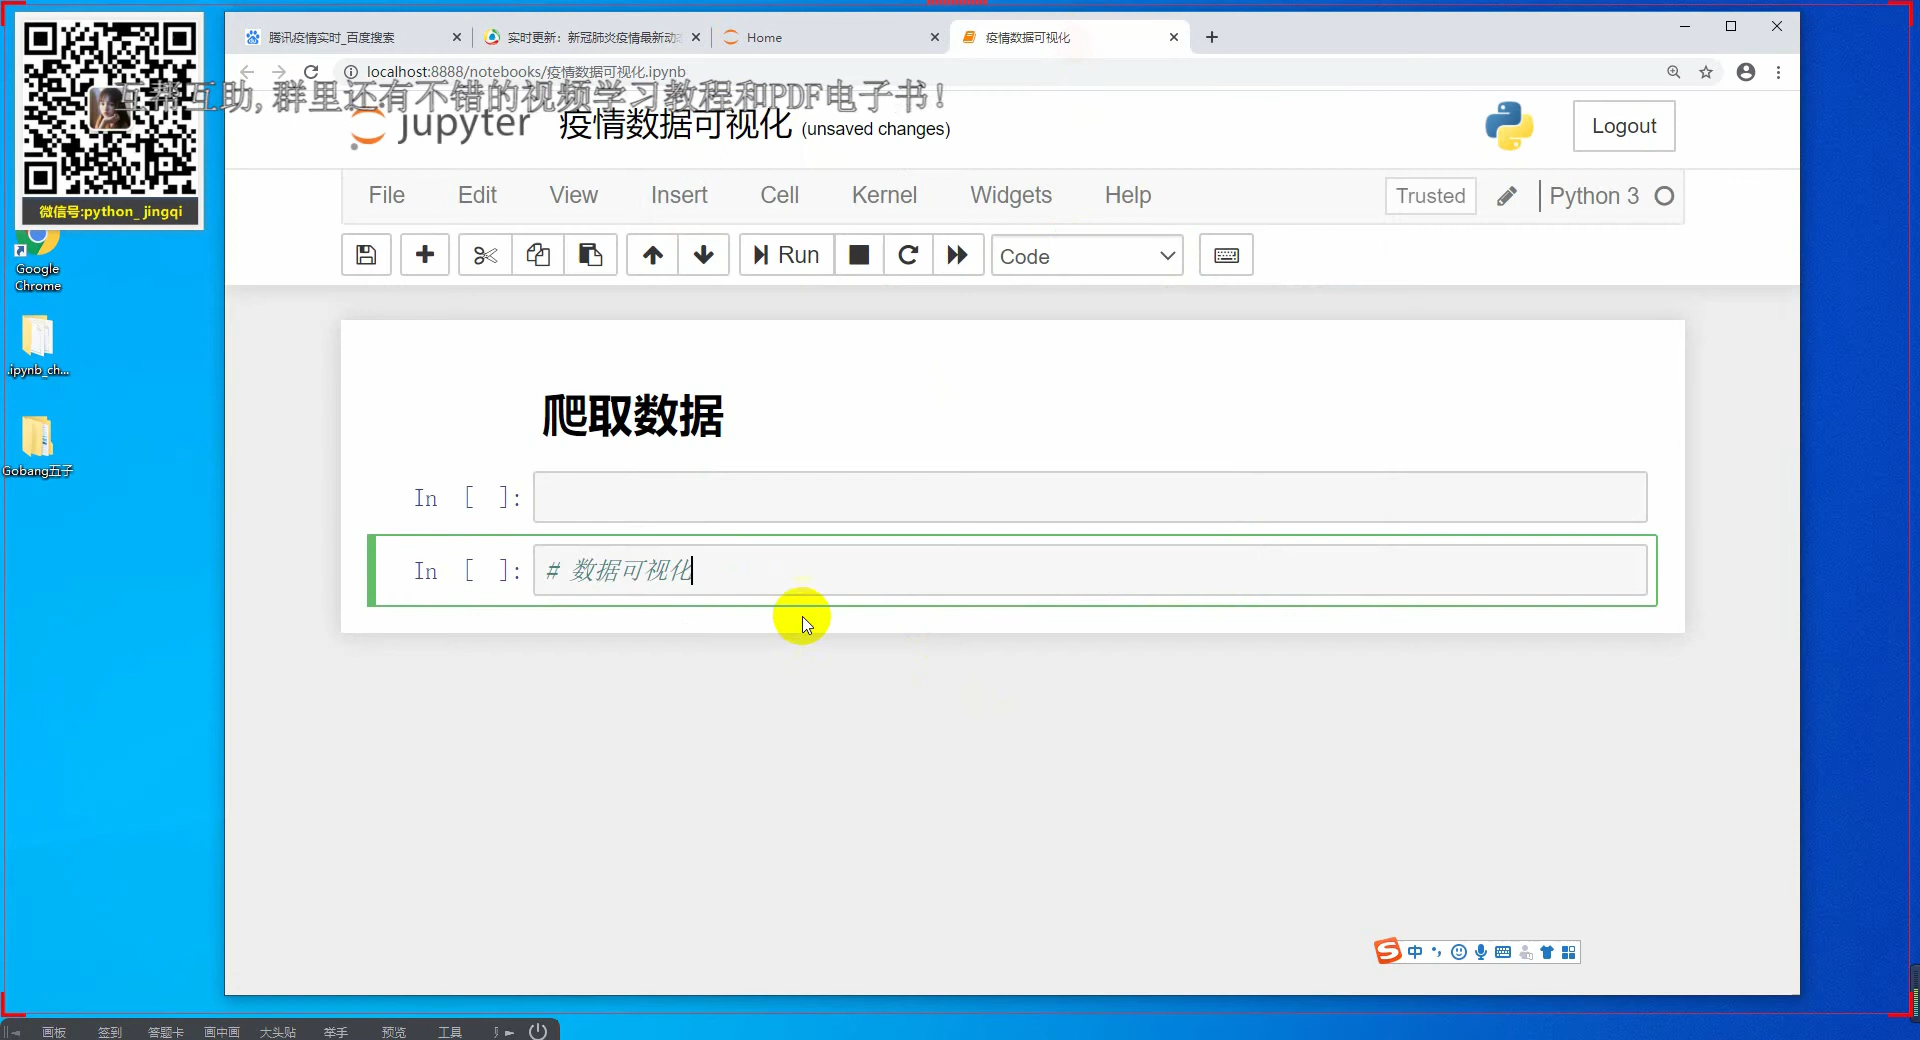 腾讯疫情实时_百度搜索
实时更新：新冠肺炎疫情最新动态
Home
疫情数据可视化
localhost:8888/notebooks/疫情数据可视化.ipynb
互帮互助,群里还有不错的视频学习教程和PDF电子书!
jupyter 疫情数据可视化 (unsaved changes)
Logout
File Edit View Insert Cell Kernel Widgets Help
Trusted
Python 3
Run
Code
微信号:python_jingqi
Google Chrome
.ipynb_ch...
Gobang五子
爬取数据
In [ ]:
In [ ]: # 数据可视化
S 中
画板 签到 答题卡 画中画 大头贴 举手 预览 工具